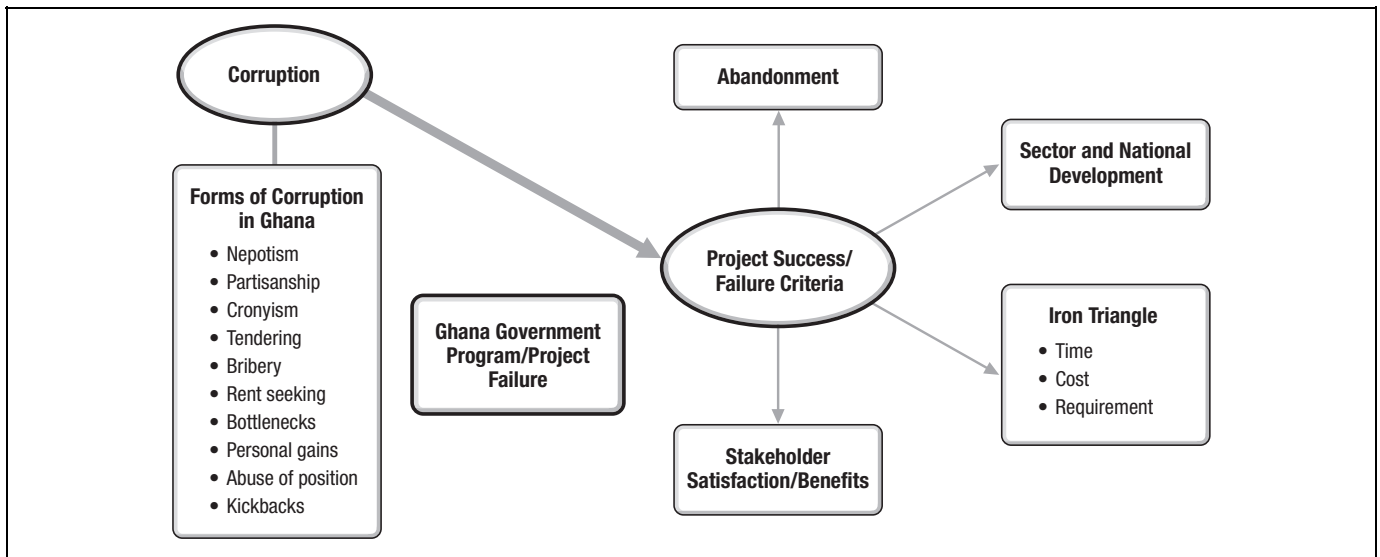 Corruption
Forms of Corruption
in Ghana
• Nepotism
• Partisanship
• Cronyism
• Tendering
• Bribery
• Rent seeking
• Bottlenecks
• Personal gains
• Abuse of position
• Kickbacks
Ghana Government
Program/Project
Failure
Abandonment
Project Success/
Failure Criteria
Stakeholder
Satisfaction/Benefits
Sector and National
Development
Iron Triangle
• Time
• Cost
• Requirement